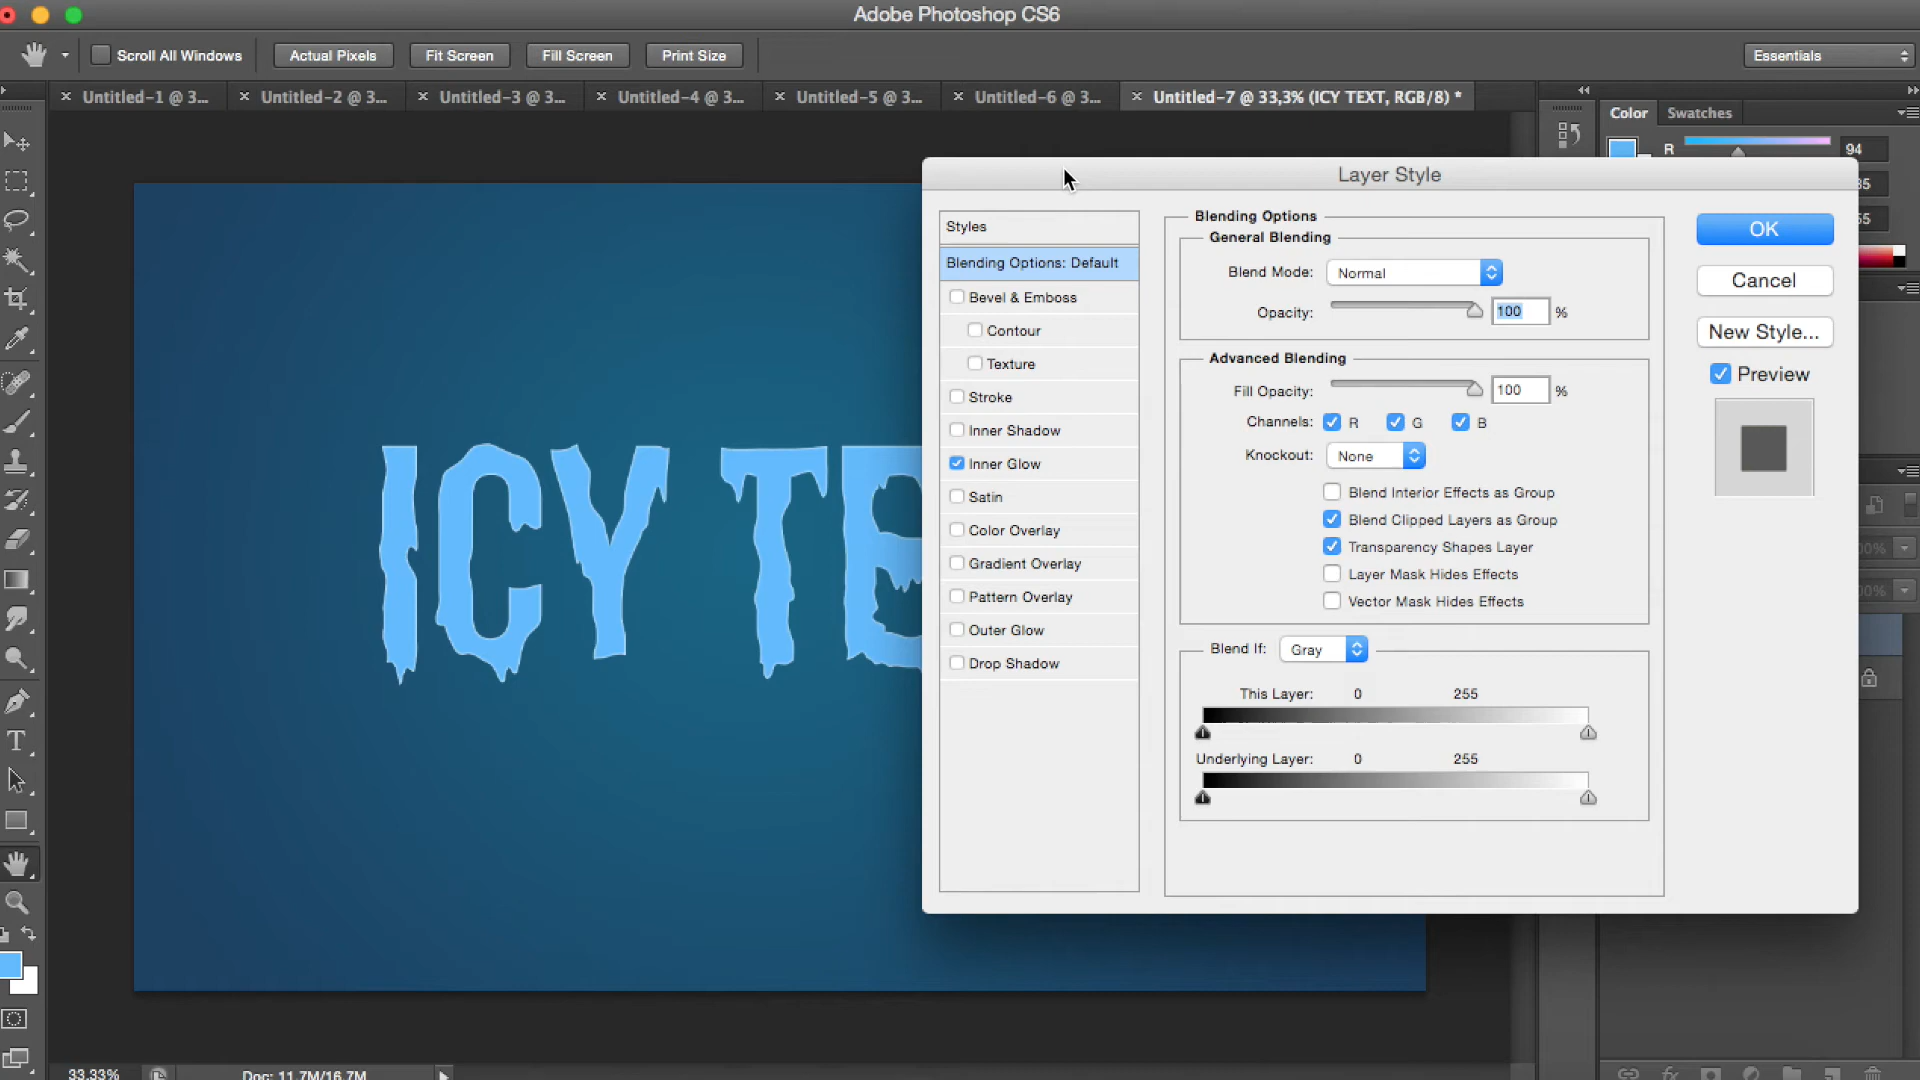 Adobe Photoshop CS6
Scroll All Windows
Actual Pixels
Fit Screen
Fill Screen
Print Size
Essentials
Untitled-1 @ 3...
Untitled-2 @ 3...
Untitled-3 @ 3...
Untitled-4 @ 3...
Untitled-5 @ 3...
Untitled-6 @ 3...
Untitled-7 @ 33,3% (ICY TEXT, RGB/8) *
Color
Swatches
R
94
ICY TE
Layer Style
Styles
Blending Options: Default
Bevel & Emboss
Contour
Texture
Stroke
Inner Shadow
Inner Glow
Satin
Color Overlay
Gradient Overlay
Pattern Overlay
Outer Glow
Drop Shadow
Blending Options
General Blending
Blend Mode: Normal
Opacity: 100 %
Advanced Blending
Fill Opacity: 100 %
Channels: R G B
Knockout: None
Blend Interior Effects as Group
Blend Clipped Layers as Group
Transparency Shapes Layer
Layer Mask Hides Effects
Vector Mask Hides Effects
Blend If: Gray
This Layer: 0 255
Underlying Layer: 0 255
OK
Cancel
New Style...
Preview
33,33%
Doc: 11,7M/16,7M